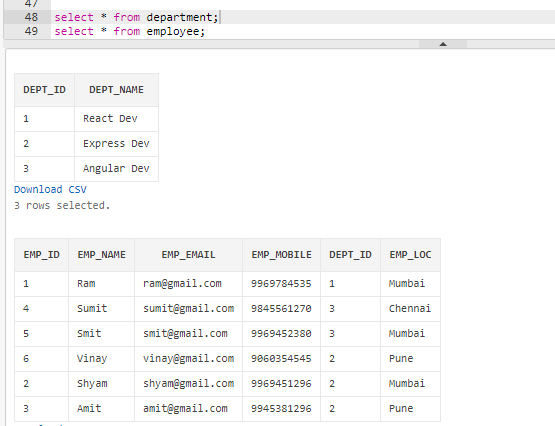 47
48 select * from department;
49 select * from employee;
DEPT_ID DEPT_NAME
1 React Dev
2 Express Dev
3 Angular Dev
Download CSV
3 rows selected.
EMP_ID EMP_NAME EMP_EMAIL EMP_MOBILE DEPT_ID EMP_LOC
1 Ram ram@gmail.com 9969784535 1 Mumbai
4 Sumit sumit@gmail.com 9845561270 3 Chennai
5 Smit smit@gmail.com 9969452380 3 Mumbai
6 Vinay vinay@gmail.com 9060354545 2 Pune
2 Shyam shyam@gmail.com 9969451296 2 Mumbai
3 Amit amit@gmail.com 9945381296 2 Pune